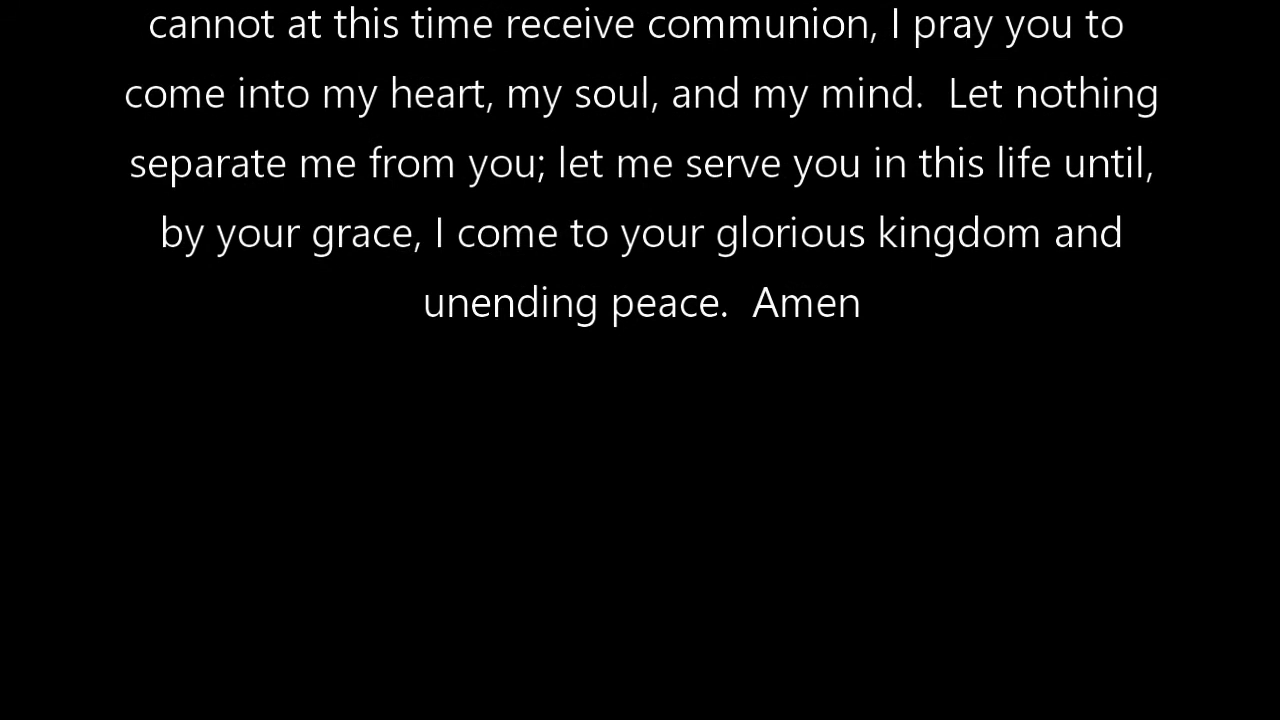 cannot at this time receive communion, I pray you to
come into my heart, my soul, and my mind.  Let nothing
separate me from you; let me serve you in this life until,
by your grace, I come to your glorious kingdom and
unending peace.  Amen